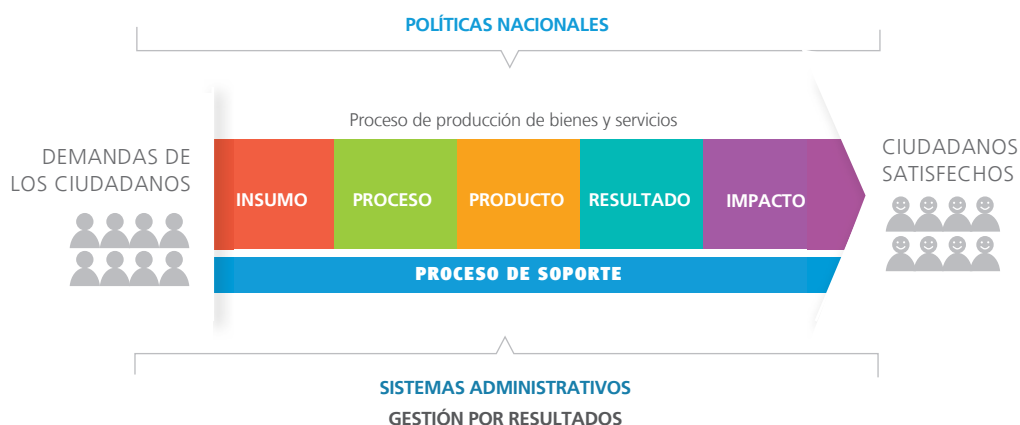 POLÍTICAS NACIONALES
Proceso de producción de bienes y servicios
DEMANDAS DE
LOS CIUDADANOS
INSUMO
PROCESO
PRODUCTO
RESULTADO
IMPACTO
CIUDADANOS
SATISFECHOS
PROCESO DE SOPORTE
SISTEMAS ADMINISTRATIVOS
GESTIÓN POR RESULTADOS